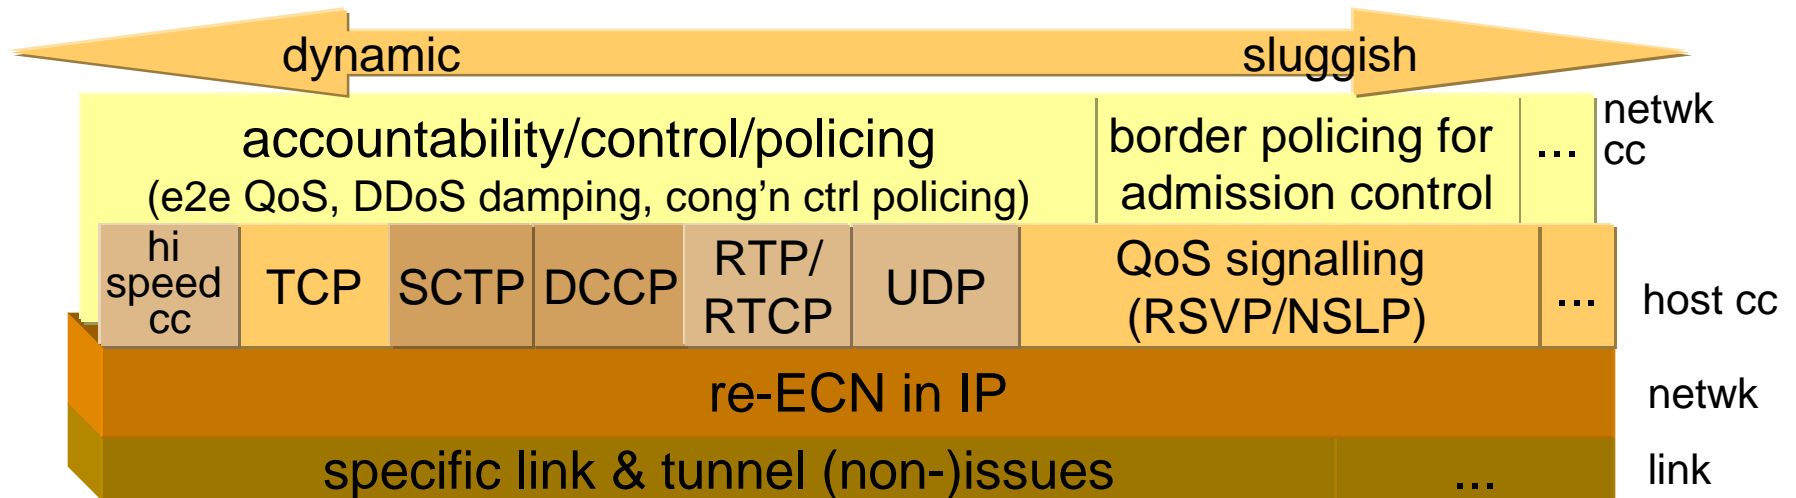 dynamic
sluggish
accountability/control/policing
(e2e QoS, DDoS damping, cong'n ctrl policing)
border policing for
admission control
...
netwk
cc
hi
speed
cc
TCP
SCTP
DCCP
RTP/
RTCP
UDP
QoS signalling
(RSVP/NSLP)
...
host cc
re-ECN in IP
netwk
specific link & tunnel (non-)issues
...
link